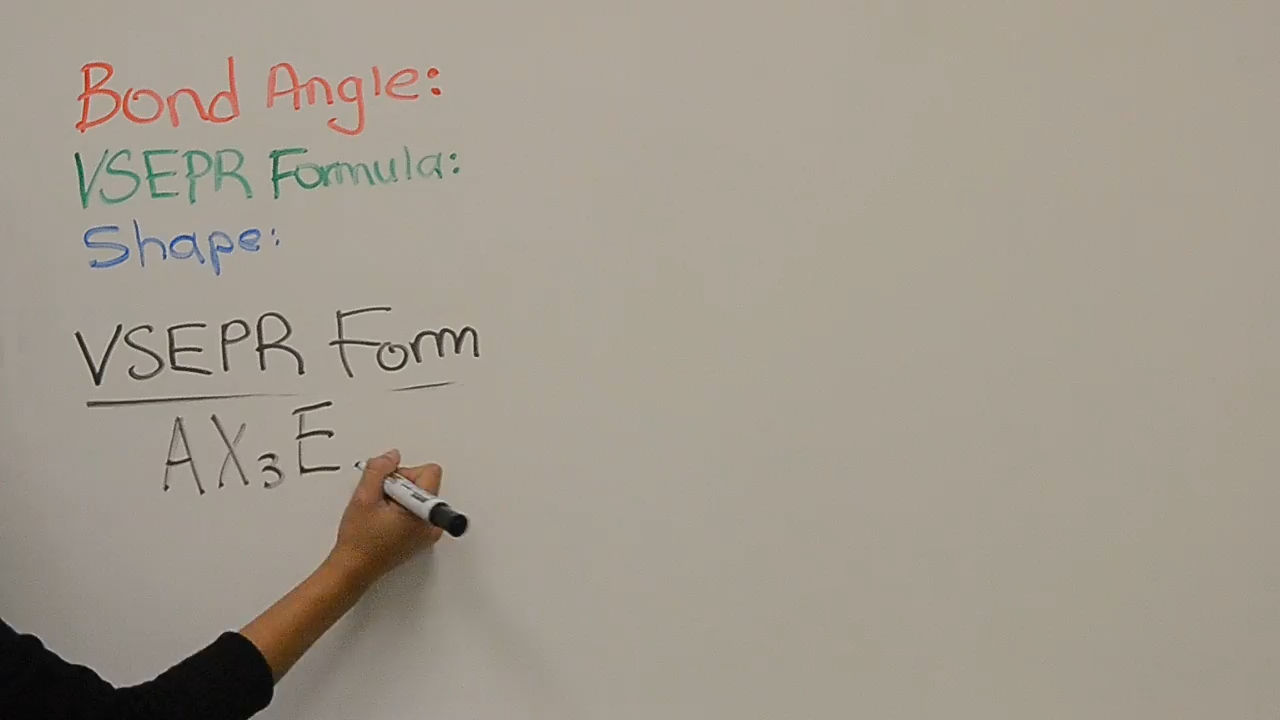 Bond Angle:
VSEPR Formula:
Shape:
VSEPR Form
AX₃E